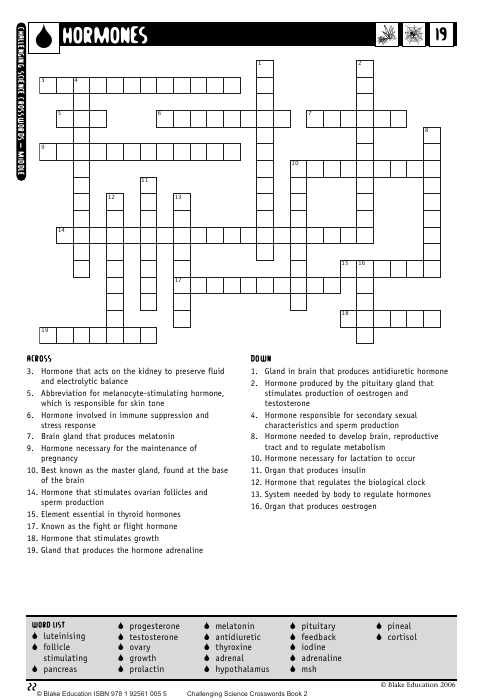 HORMONES
19
CHALLENGING SCIENCE CROSSWORDS – MIDDLE
1
2
3
4
5
6
7
8
9
10
11
12
13
14
15
16
17
18
19
ACROSS
3. Hormone that acts on the kidney to preserve fluid
and electrolytic balance
5. Abbreviation for melanocyte-stimulating hormone,
which is responsible for skin tone
6. Hormone involved in immune suppression and
stress response
7. Brain gland that produces melatonin
9. Hormone necessary for the maintenance of
pregnancy
10. Best known as the master gland, found at the base
of the brain
14. Hormone that stimulates ovarian follicles and
sperm production
15. Element essential in thyroid hormones
17. Known as the fight or flight hormone
18. Hormone that stimulates growth
19. Gland that produces the hormone adrenaline
DOWN
1. Gland in brain that produces antidiuretic hormone
2. Hormone produced by the pituitary gland that
stimulates production of oestrogen and
testosterone
4. Hormone responsible for secondary sexual
characteristics and sperm production
8. Hormone needed to develop brain, reproductive
tract and to regulate metabolism
10. Hormone necessary for lactation to occur
11. Organ that produces insulin
12. Hormone that regulates the biological clock
13. System needed by body to regulate hormones
16. Organ that produces oestrogen
WORD LIST
luteinising
follicle
stimulating
pancreas
progesterone
testosterone
ovary
growth
prolactin
melatonin
antidiuretic
thyroxine
adrenal
hypothalamus
pituitary
feedback
iodine
adrenaline
msh
pineal
cortisol
22
© Blake Education 2006
© Blake Education ISBN 978 1 92561 005 5 Challenging Science Crosswords Book 2